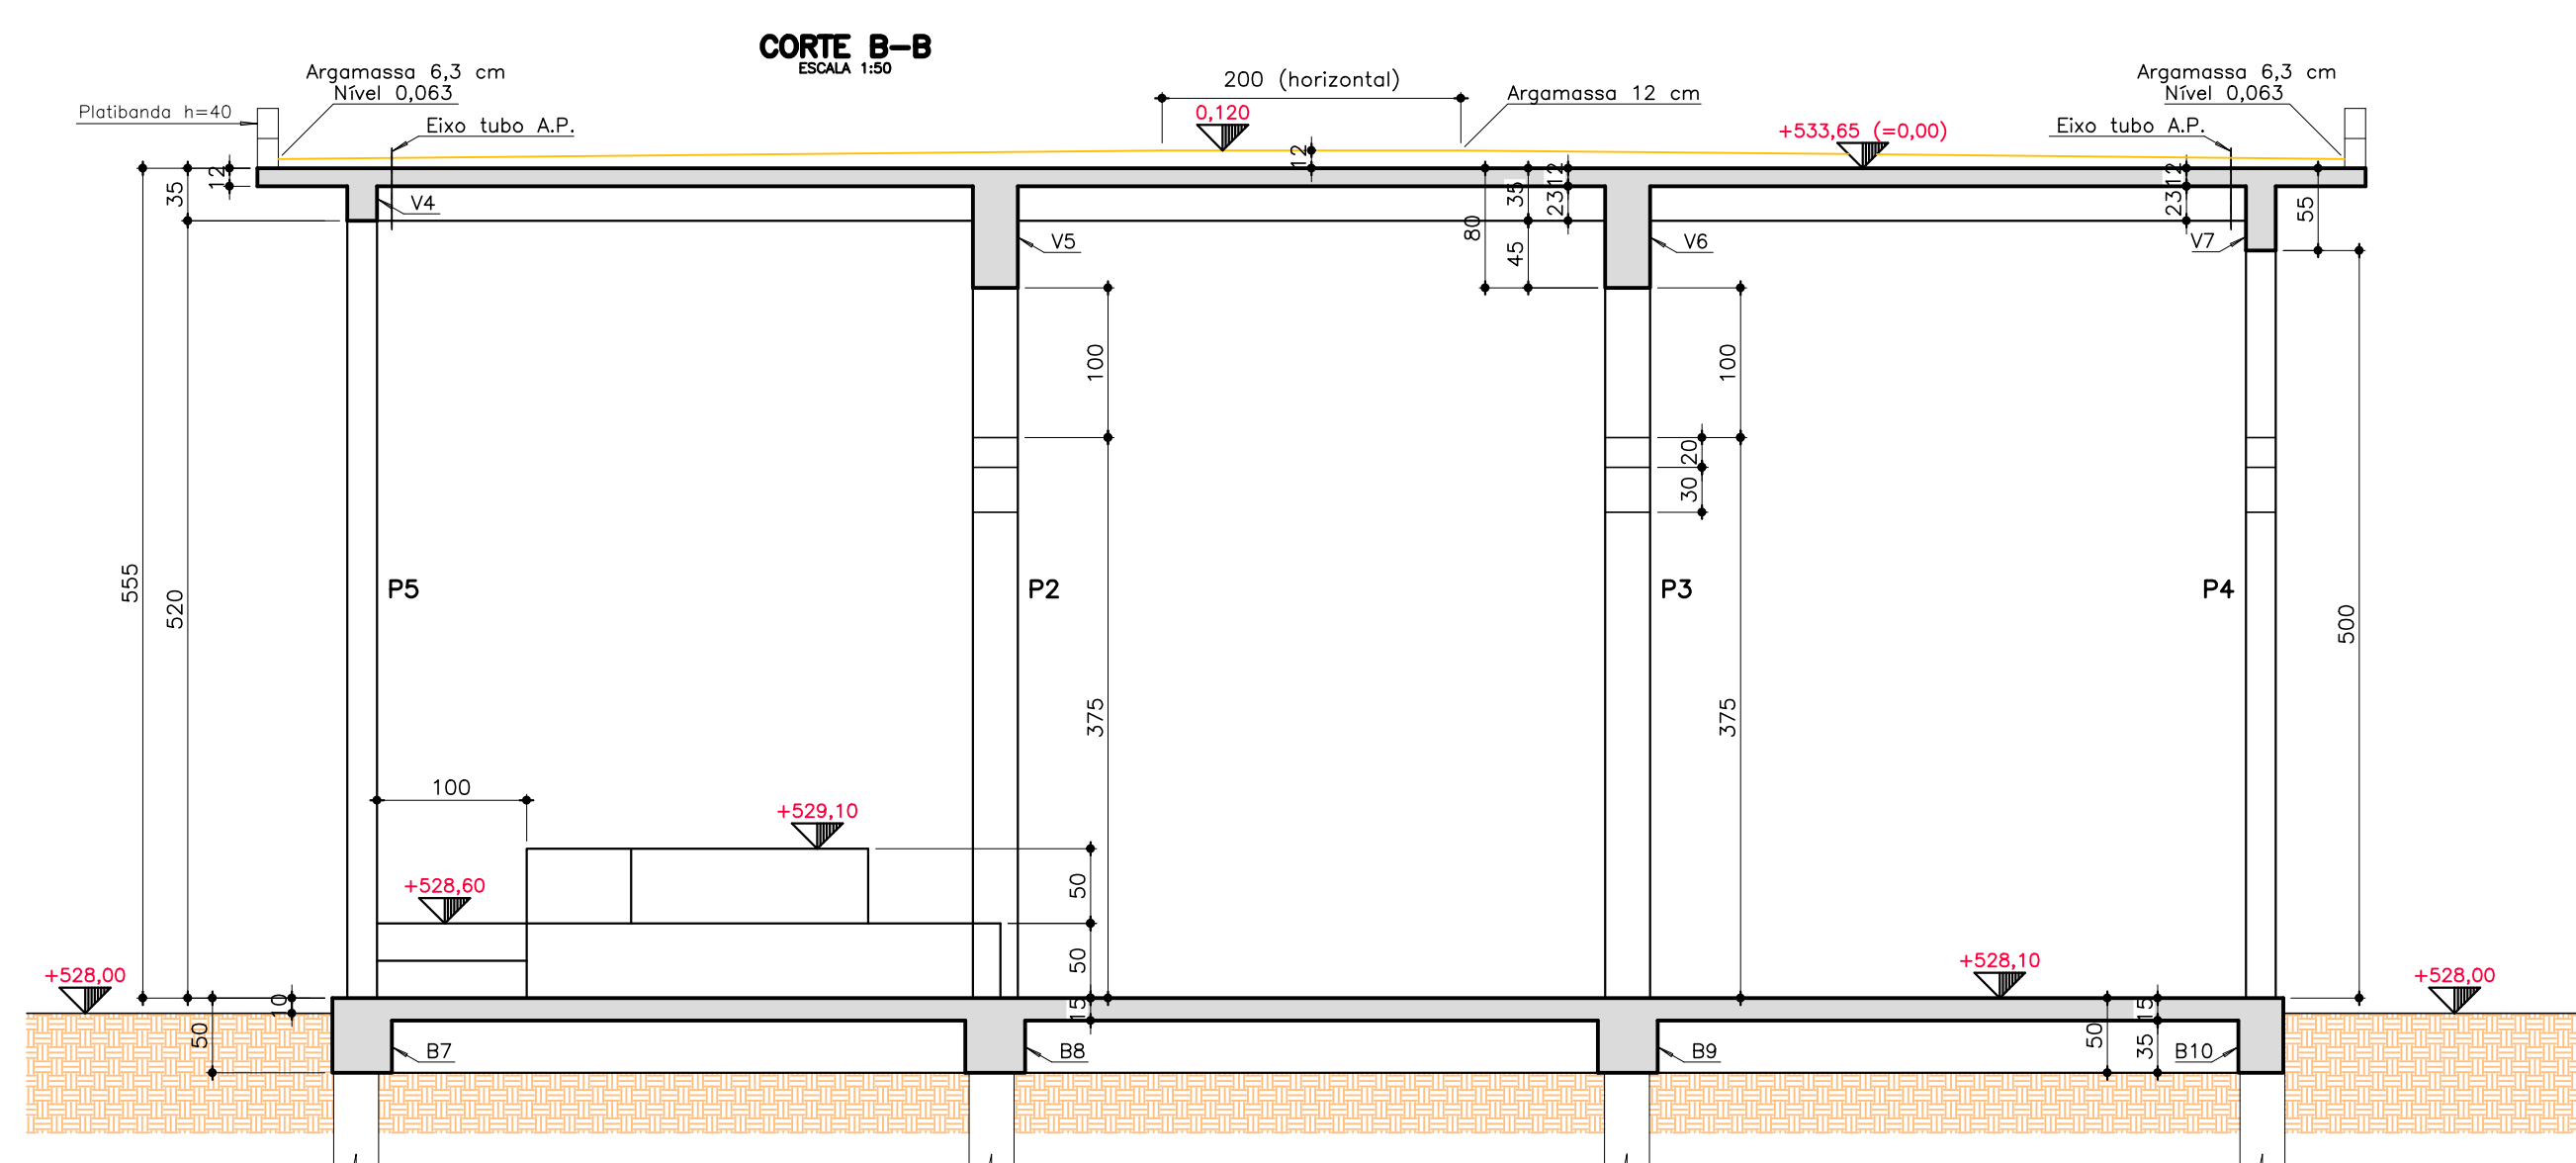 CORTE B-B
ESCALA 1:50
Argamassa 6,3 cm
Nível 0,063
Platibanda h=40
Eixo tubo A.P.
200 (horizontal)
0,120
Argamassa 12 cm
+533,65 (=0,00)
Argamassa 6,3 cm
Nível 0,063
Eixo tubo A.P.
12
35
12
V4
80
35
45
12
23
12
23
55
V5
V6
V7
100
100
20
30
555
520
P5
P2
P3
P4
500
375
375
100
+529,10
+528,60
50
50
+528,00
+528,10
+528,00
10
50
15
50
15
35
B7
B8
B9
B10